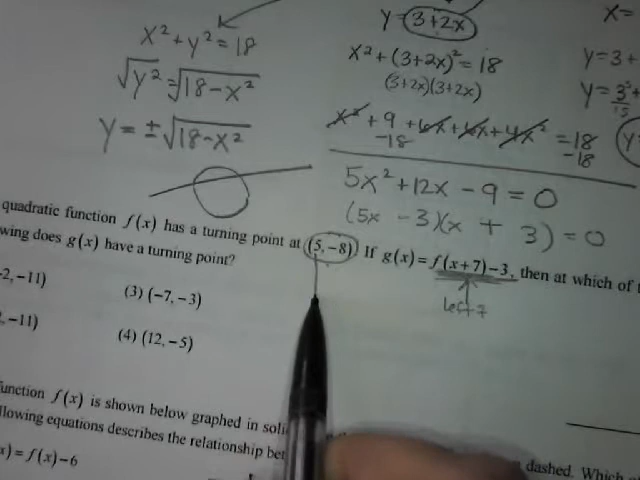 x² + y² = 18
√y² = √18 - x²
y = ± √18 - x²
y = 3 + 2x
x² + (3 + 2x)² = 18
(3+2x)(3+2x)
x² + 9 + 6x + 6x + 4x² = 18
-18 -18
5x² + 12x - 9 = 0
(5x - 3)(x + 3) = 0
x =
y = 3 +
quadratic function f(x) has a turning point at (5, -8). If g(x) = f(x+7) - 3, then at which of
wing does g(x) have a turning point?
left 7
-2, -11)
(3) (-7, -3)
, -11)
(4) (12, -5)
unction f(x) is shown below graphed in soli
dashed. Which
llowing equations describes the relationship bet
x) = f(x) - 6